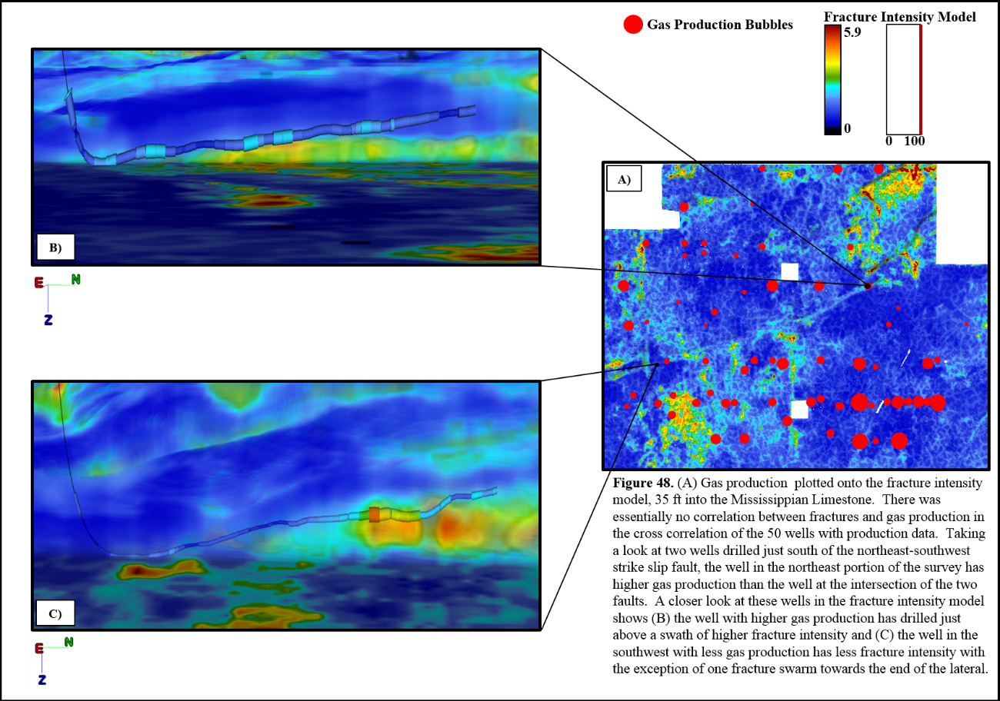 Gas Production Bubbles
Fracture Intensity Model
5.9
0
0 100
A)
B)
E N
Z
C)
E N
Z
Figure 48. (A) Gas production plotted onto the fracture intensity
model, 35 ft into the Mississippian Limestone. There was
essentially no correlation between fractures and gas production in
the cross correlation of the 50 wells with production data. Taking
a look at two wells drilled just south of the northeast-southwest
strike slip fault, the well in the northeast portion of the survey has
higher gas production than the well at the intersection of the two
faults. A closer look at these wells in the fracture intensity model
shows (B) the well with higher gas production has drilled just
above a swath of higher fracture intensity and (C) the well in the
southwest with less gas production has less fracture intensity with
the exception of one fracture swarm towards the end of the lateral.